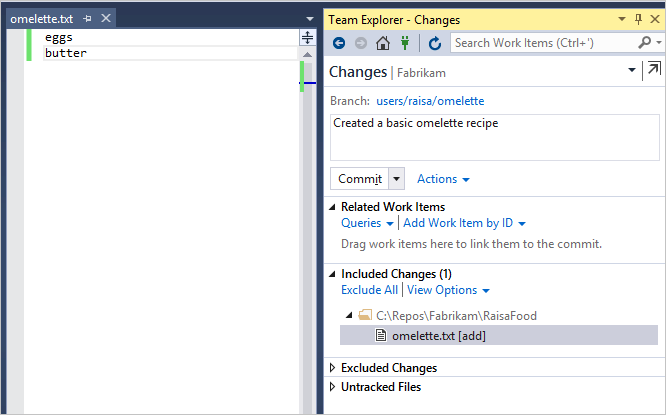 omelette.txt
eggs
butter
Team Explorer - Changes
Search Work Items (Ctrl+')
Changes | Fabrikam
Branch: users/raisa/omelette
Created a basic omelette recipe
Commit Actions
Related Work Items
Queries Add Work Item by ID
Drag work items here to link them to the commit.
Included Changes (1)
Exclude All View Options
C:\Repos\Fabrikam\RaisaFood
omelette.txt [add]
Excluded Changes
Untracked Files